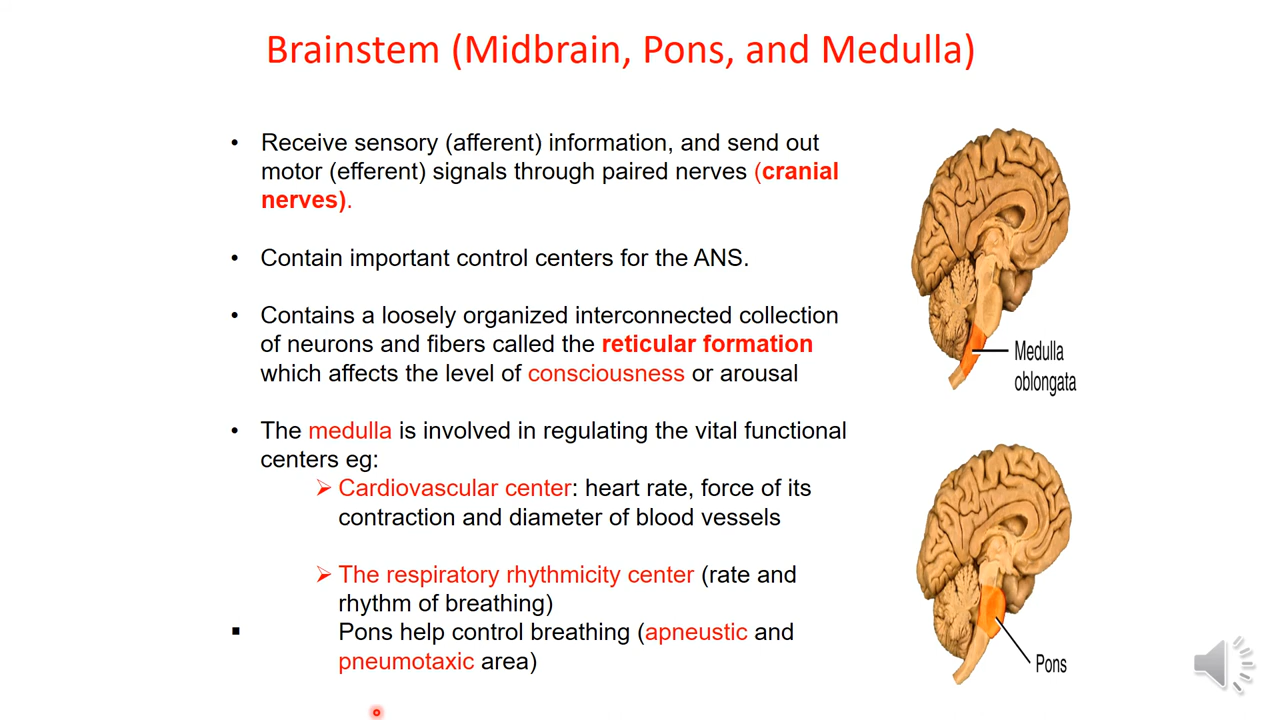 Brainstem (Midbrain, Pons, and Medulla)
• Receive sensory (afferent) information, and send out
motor (efferent) signals through paired nerves (cranial
nerves).
• Contain important control centers for the ANS.
• Contains a loosely organized interconnected collection
of neurons and fibers called the reticular formation
which affects the level of consciousness or arousal
• The medulla is involved in regulating the vital functional
centers eg:
➢ Cardiovascular center: heart rate, force of its
contraction and diameter of blood vessels
➢ The respiratory rhythmicity center (rate and
rhythm of breathing)
▪ Pons help control breathing (apneustic and
pneumotaxic area)
Medulla
oblongata
Pons